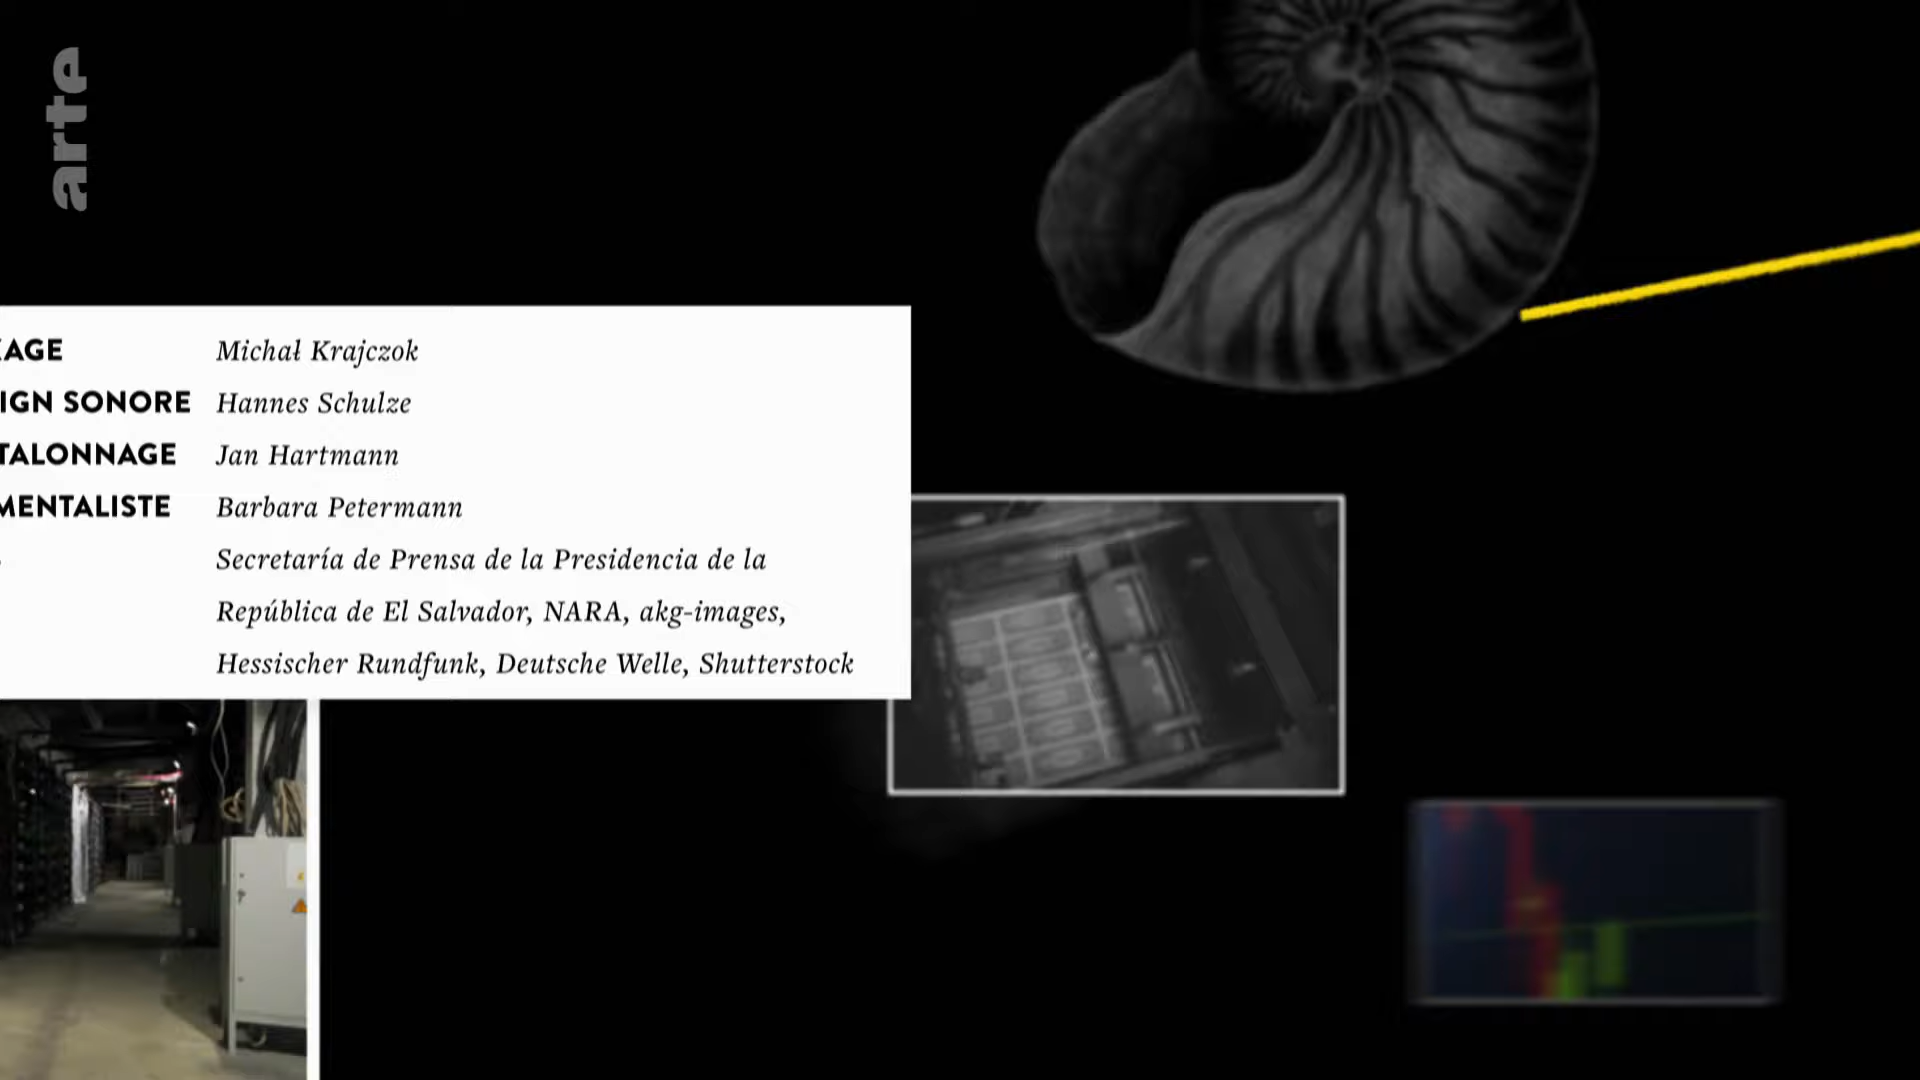 arte
XAGE Michał Krajczok
IGN SONORE Hannes Schulze
TALONNAGE Jan Hartmann
MENTALISTE Barbara Petermann
Secretaría de Prensa de la Presidencia de la
República de El Salvador, NARA, akg-images,
Hessischer Rundfunk, Deutsche Welle, Shutterstock